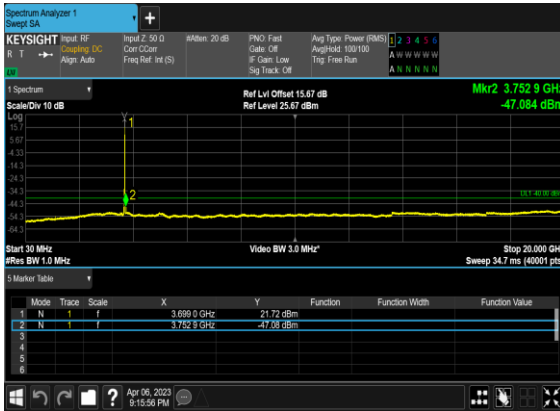 Spectrum Analyzer 1
Swept SA
+
KEYSIGHT Input: RF Input Z: 50 Ω #Atten: 20 dB PNO: Fast Avg Type: Power (RMS) 1 2 3 4 5 6
R T Coupling: DC Corr CCorr Gate: Off Avg|Hold: 100/100 A W W W W W
Align: Auto Freq Ref: Int (S) IF Gain: Low Trig: Free Run
Sig Track: Off A N N N N N
1 Spectrum
Scale/Div 10 dB
Ref Lvl Offset 15.67 dB
Ref Level 25.67 dBm
Mkr2 3.752 9 GHz
-47.084 dBm
Log
15.7
5.67
-4.33
-14.3
-24.3
-34.3
-44.3
-54.3
-64.3
1
2
DL1 -40.00 dBm
Start 30 MHz Video BW 3.0 MHz* Stop 20.000 GHz
#Res BW 1.0 MHz Sweep 34.7 ms (40001 pts)
5 Marker Table
Mode Trace Scale X Y Function Function Width Function Value
1 N 1 f 3.699 0 GHz 21.72 dBm
2 N 1 f 3.752 9 GHz -47.08 dBm
3
4
5
6
?
Apr 06, 2023
9:15:56 PM